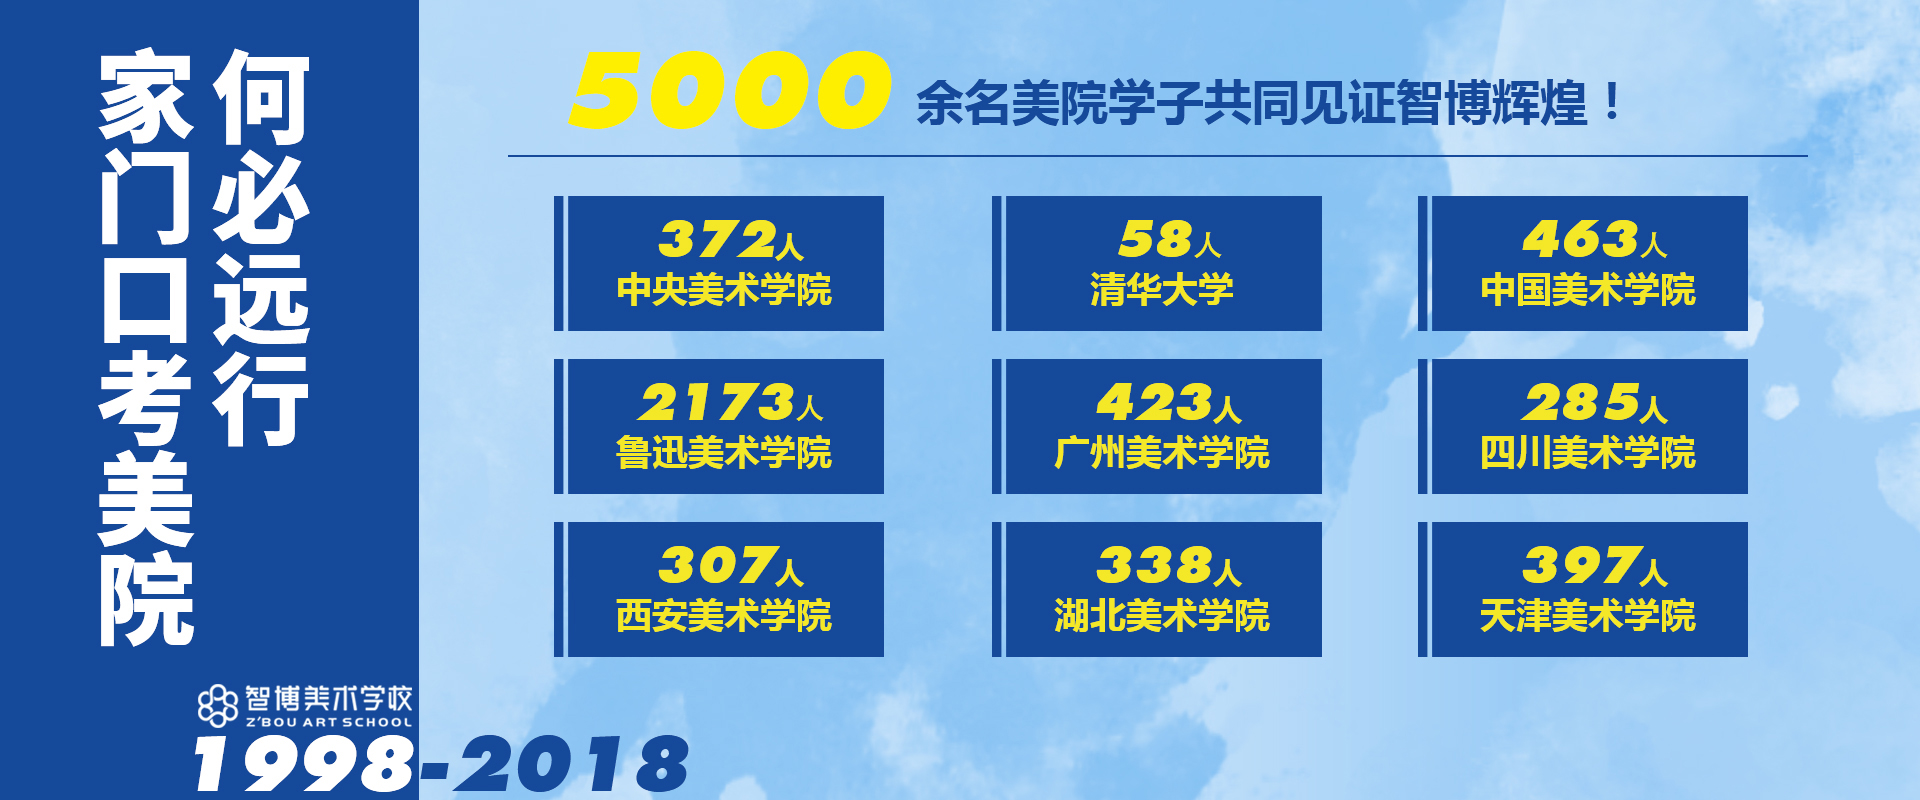 何必远行
家门口考美院
智博美术学校
Z'BOU ART SCHOOL
1998-2018
5000余名美院学子共同见证智博辉煌！
372人
中央美术学院
58人
清华大学
463人
中国美术学院
2173人
鲁迅美术学院
423人
广州美术学院
285人
四川美术学院
307人
西安美术学院
338人
湖北美术学院
397人
天津美术学院